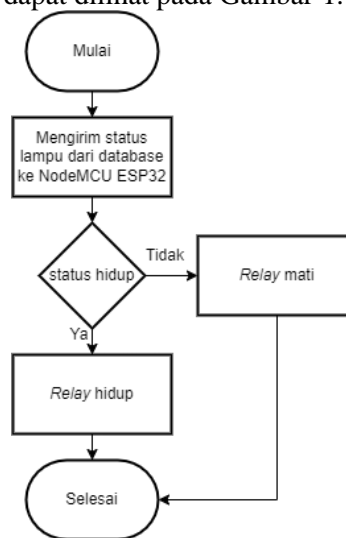 dapat dilihat pada Gambar 1.
Mulai
Mengirim status
lampu dari database
ke NodeMCU ESP32
status hidup
Tidak
Relay mati
Ya
Relay hidup
Selesai